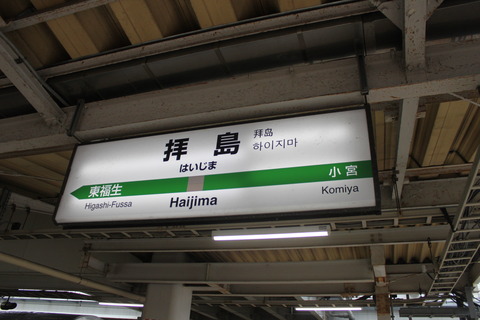 拝島
拝岛
하이지마
はいじま
東福生
小宮
Higashi-Fussa
Haijima
Komiya